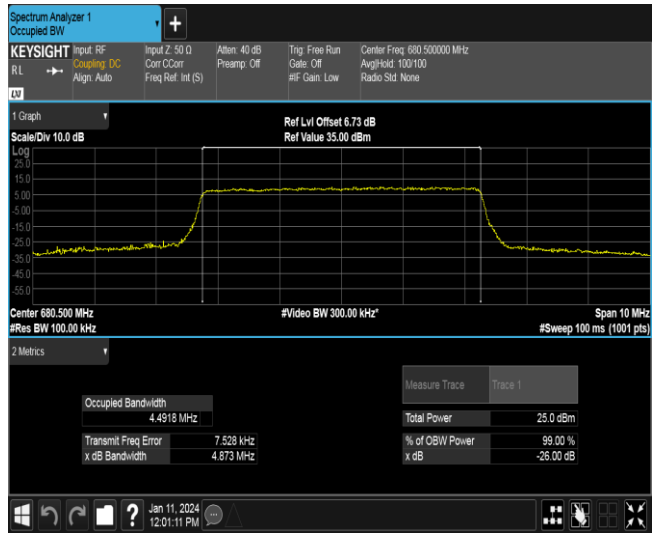 Spectrum Analyzer 1
Occupied BW
+
KEYSIGHT
RL
LXI
Input: RF
Coupling: DC
Align: Auto
Input Z: 50 Ω
Corr CCorr
Freq Ref: Int (S)
Atten: 40 dB
Preamp: Off
Trig: Free Run
Gate: Off
#IF Gain: Low
Center Freq: 680.500000 MHz
Avg|Hold: 100/100
Radio Std: None
1 Graph
Scale/Div 10.0 dB
Ref Lvl Offset 6.73 dB
Ref Value 35.00 dBm
Log
25.0
15.0
5.00
-5.00
-15.0
-25.0
-35.0
-45.0
-55.0
Center 680.500 MHz
#Video BW 300.00 kHz*
Span 10 MHz
#Res BW 100.00 kHz
#Sweep 100 ms (1001 pts)
2 Metrics
Measure Trace Trace 1
Occupied Bandwidth
4.4918 MHz
Total Power 25.0 dBm
Transmit Freq Error 7.528 kHz
% of OBW Power 99.00 %
x dB Bandwidth 4.873 MHz
x dB -26.00 dB
?
Jan 11, 2024
12:01:11 PM